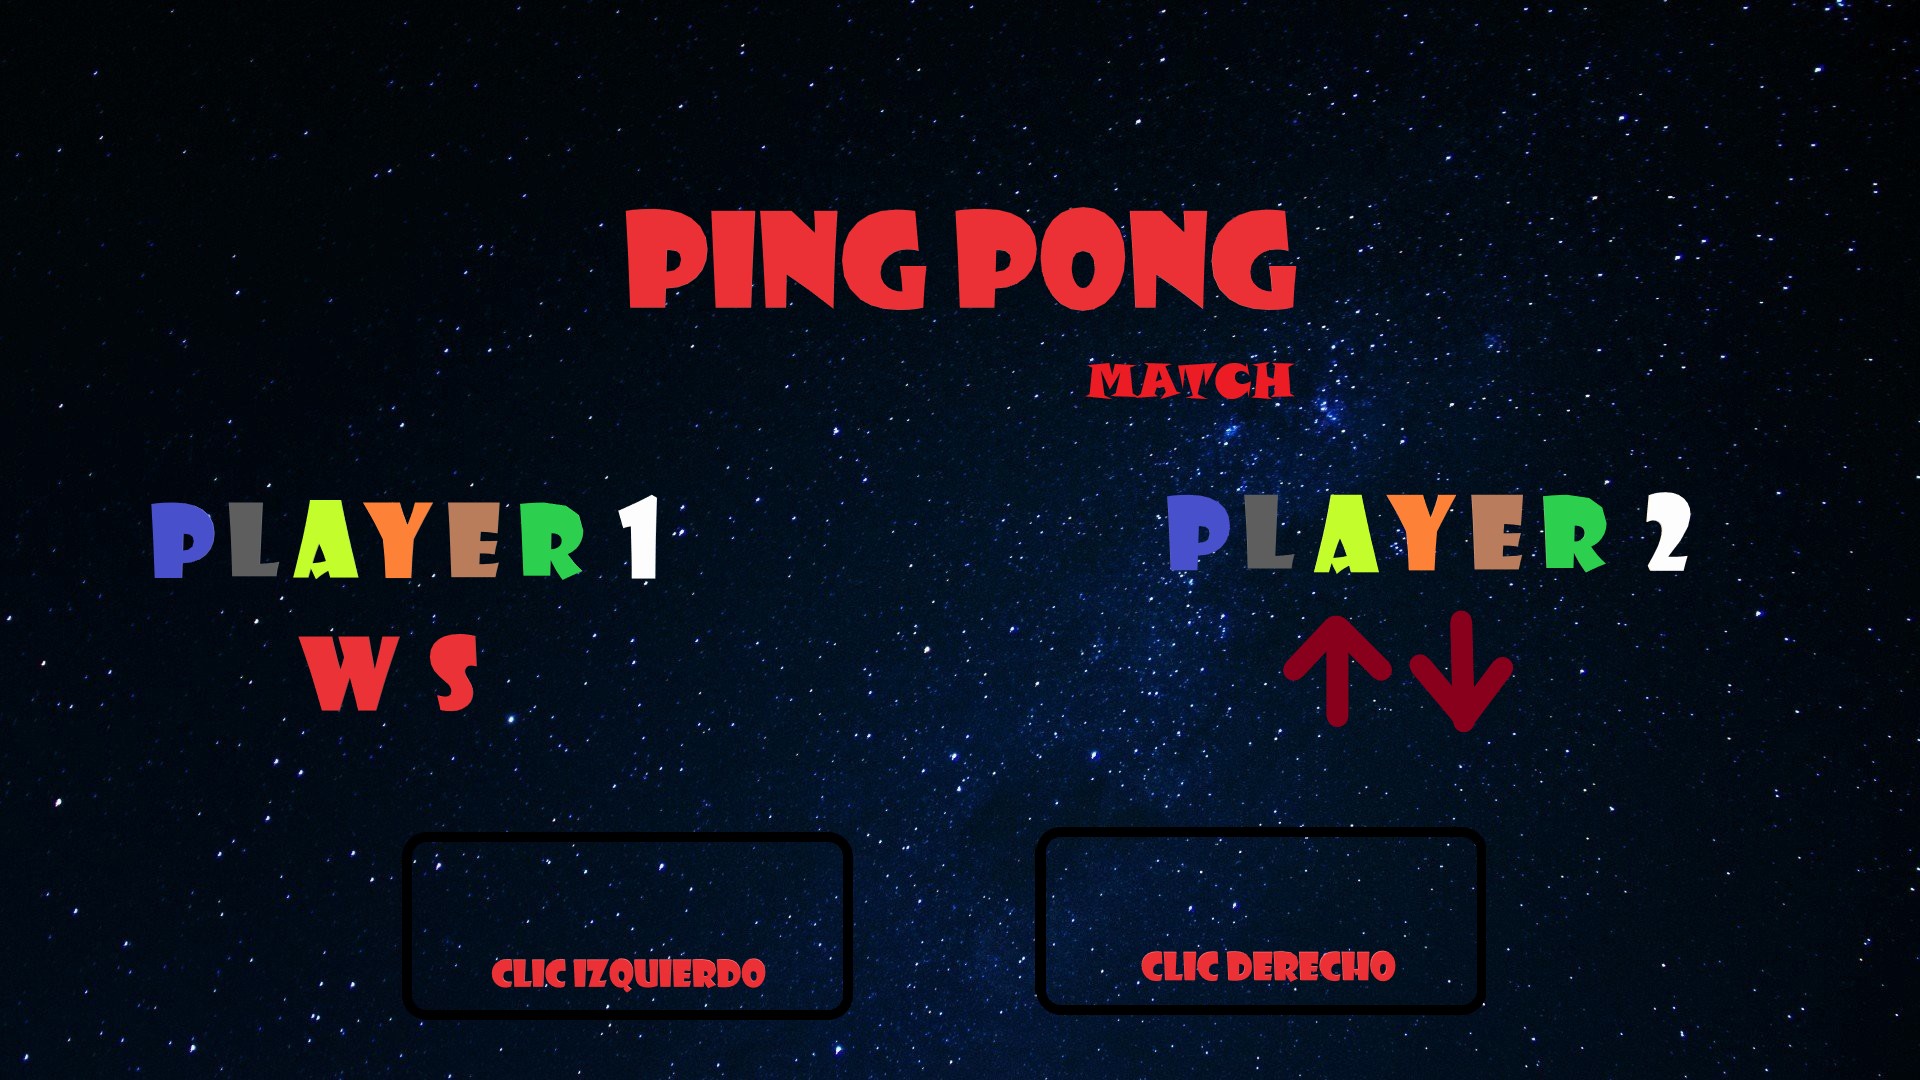 PING PONG
MATCH
PLAYER 1
PLAYER 2
W S
↑ ↓
CLIC IZQUIERDO
CLIC DERECHO